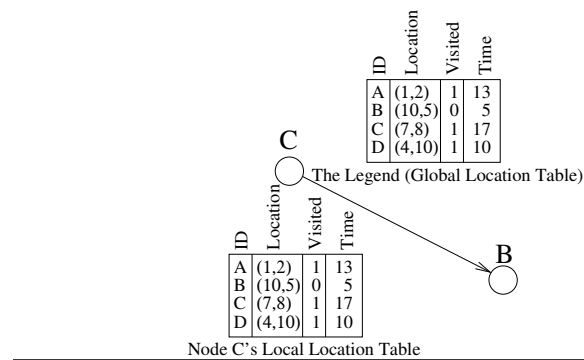 ID Location Visited Time
A (1,2) 1 13
B (10,5) 0 5
C (7,8) 1 17
D (4,10) 1 10
The Legend (Global Location Table)
C
B
ID Location Visited Time
A (1,2) 1 13
B (10,5) 0 5
C (7,8) 1 17
D (4,10) 1 10
Node C's Local Location Table